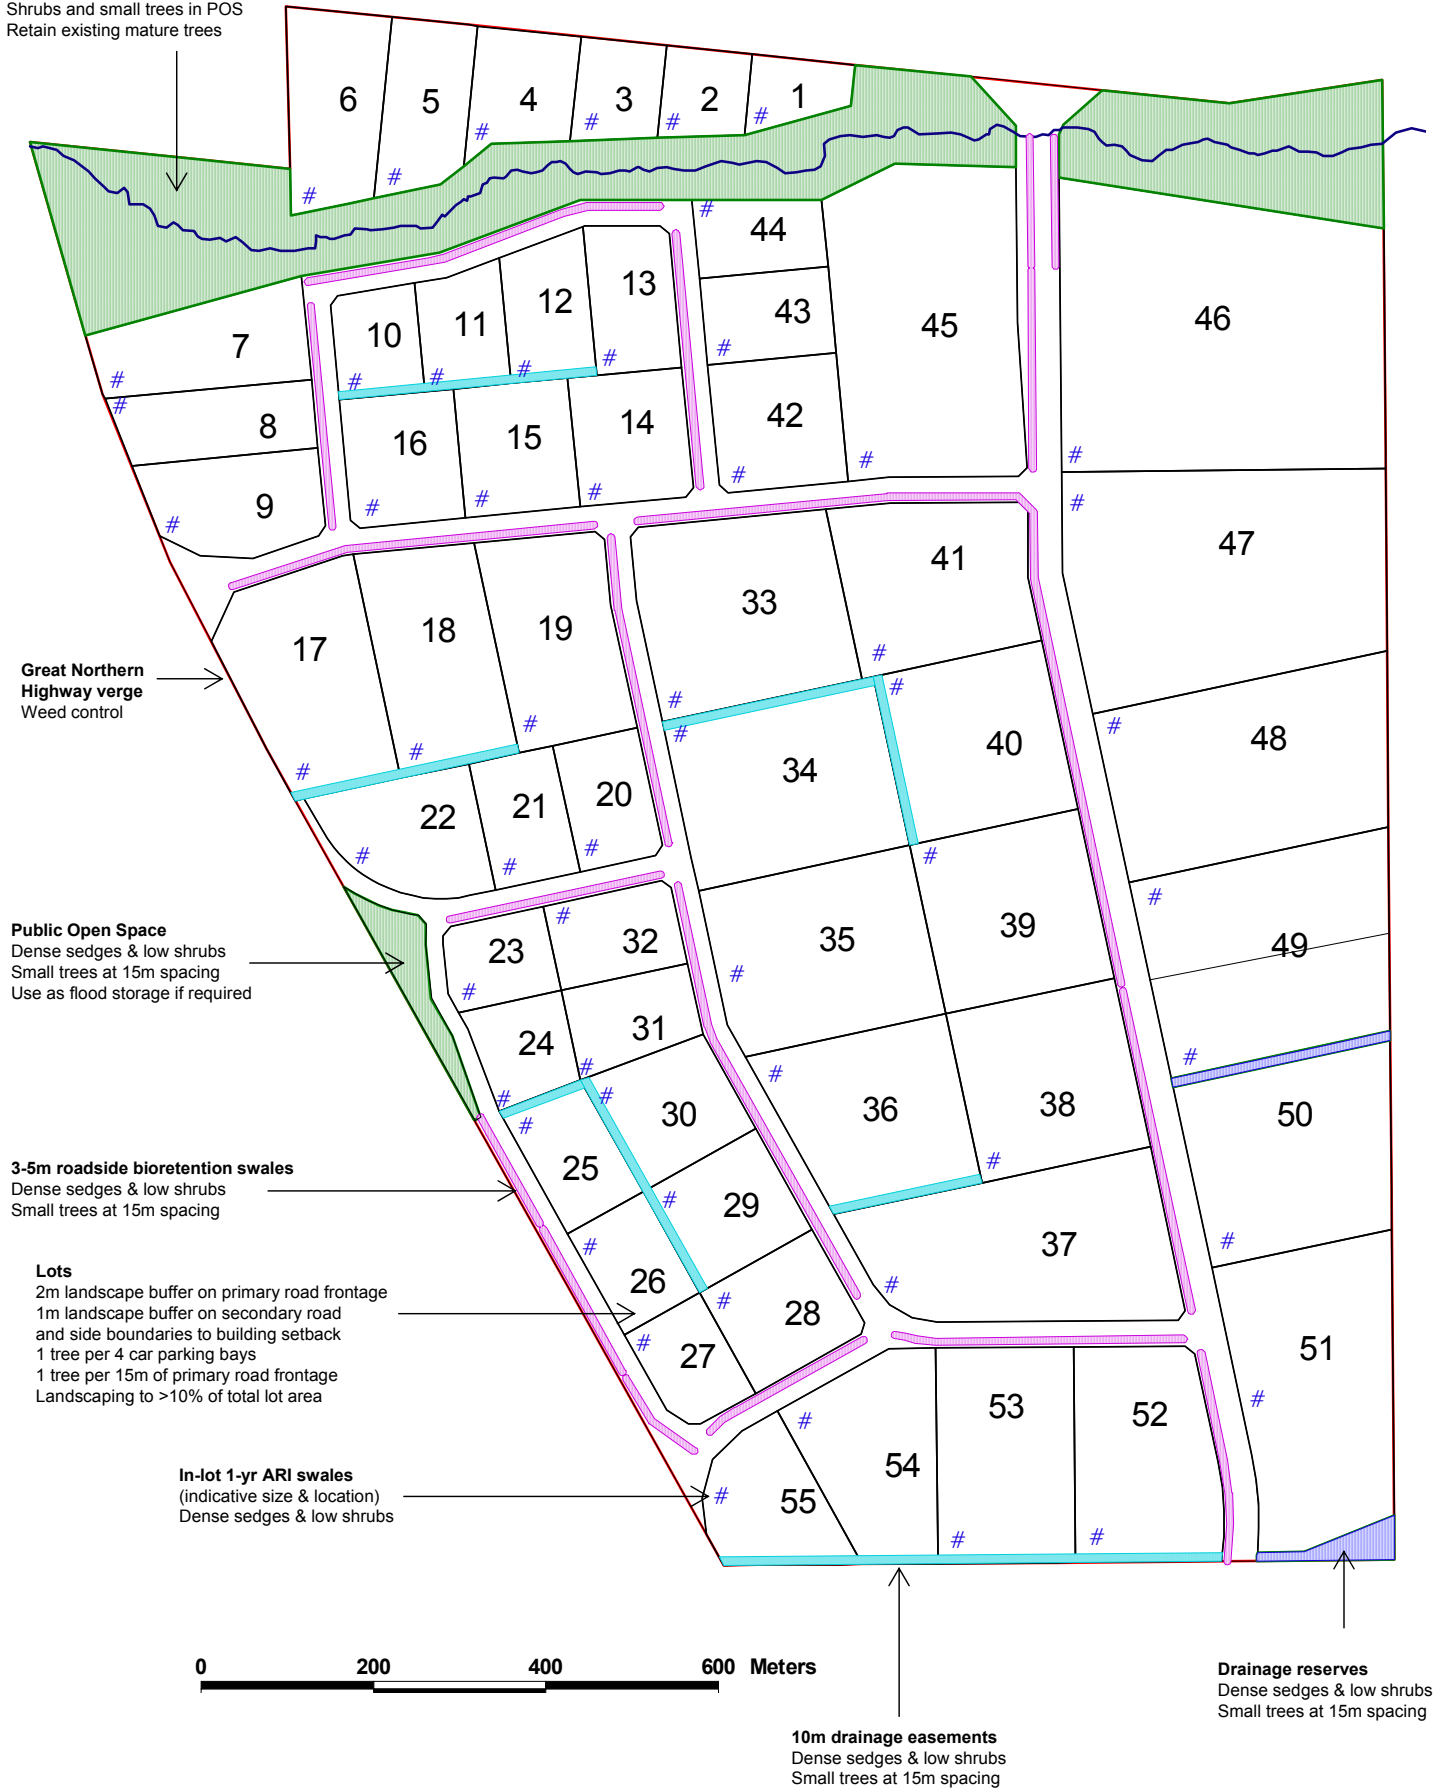 Shrubs and small trees in POS
Retain existing mature trees
6 5 4 3 2 1
# # # # # #
44
#
7 10 11 12 13 43 45 46
# # # # # #
#
8 16 15 14 42
# # # # # #
9
# #
47
41
33
17 18 19
Great Northern
Highway verge
Weed control
# # # #
# # # #
34 40 48
22 21 20
# # # #
Public Open Space
Dense sedges & low shrubs
Small trees at 15m spacing
Use as flood storage if required
23 32 35 39 49
# # # #
24 31
# # # #
# #
30 36 38 50
3-5m roadside bioretention swales
Dense sedges & low shrubs
Small trees at 15m spacing
25 29
# #
37
# #
Lots
2m landscape buffer on primary road frontage
1m landscape buffer on secondary road
and side boundaries to building setback
1 tree per 4 car parking bays
1 tree per 15m of primary road frontage
Landscaping to >10% of total lot area
26 28
# # #
27 51
53 52
# #
54
In-lot 1-yr ARI swales
(indicative size & location)
Dense sedges & low shrubs
# 55
# #
0 200 400 600 Meters
Drainage reserves
Dense sedges & low shrubs
Small trees at 15m spacing
10m drainage easements
Dense sedges & low shrubs
Small trees at 15m spacing